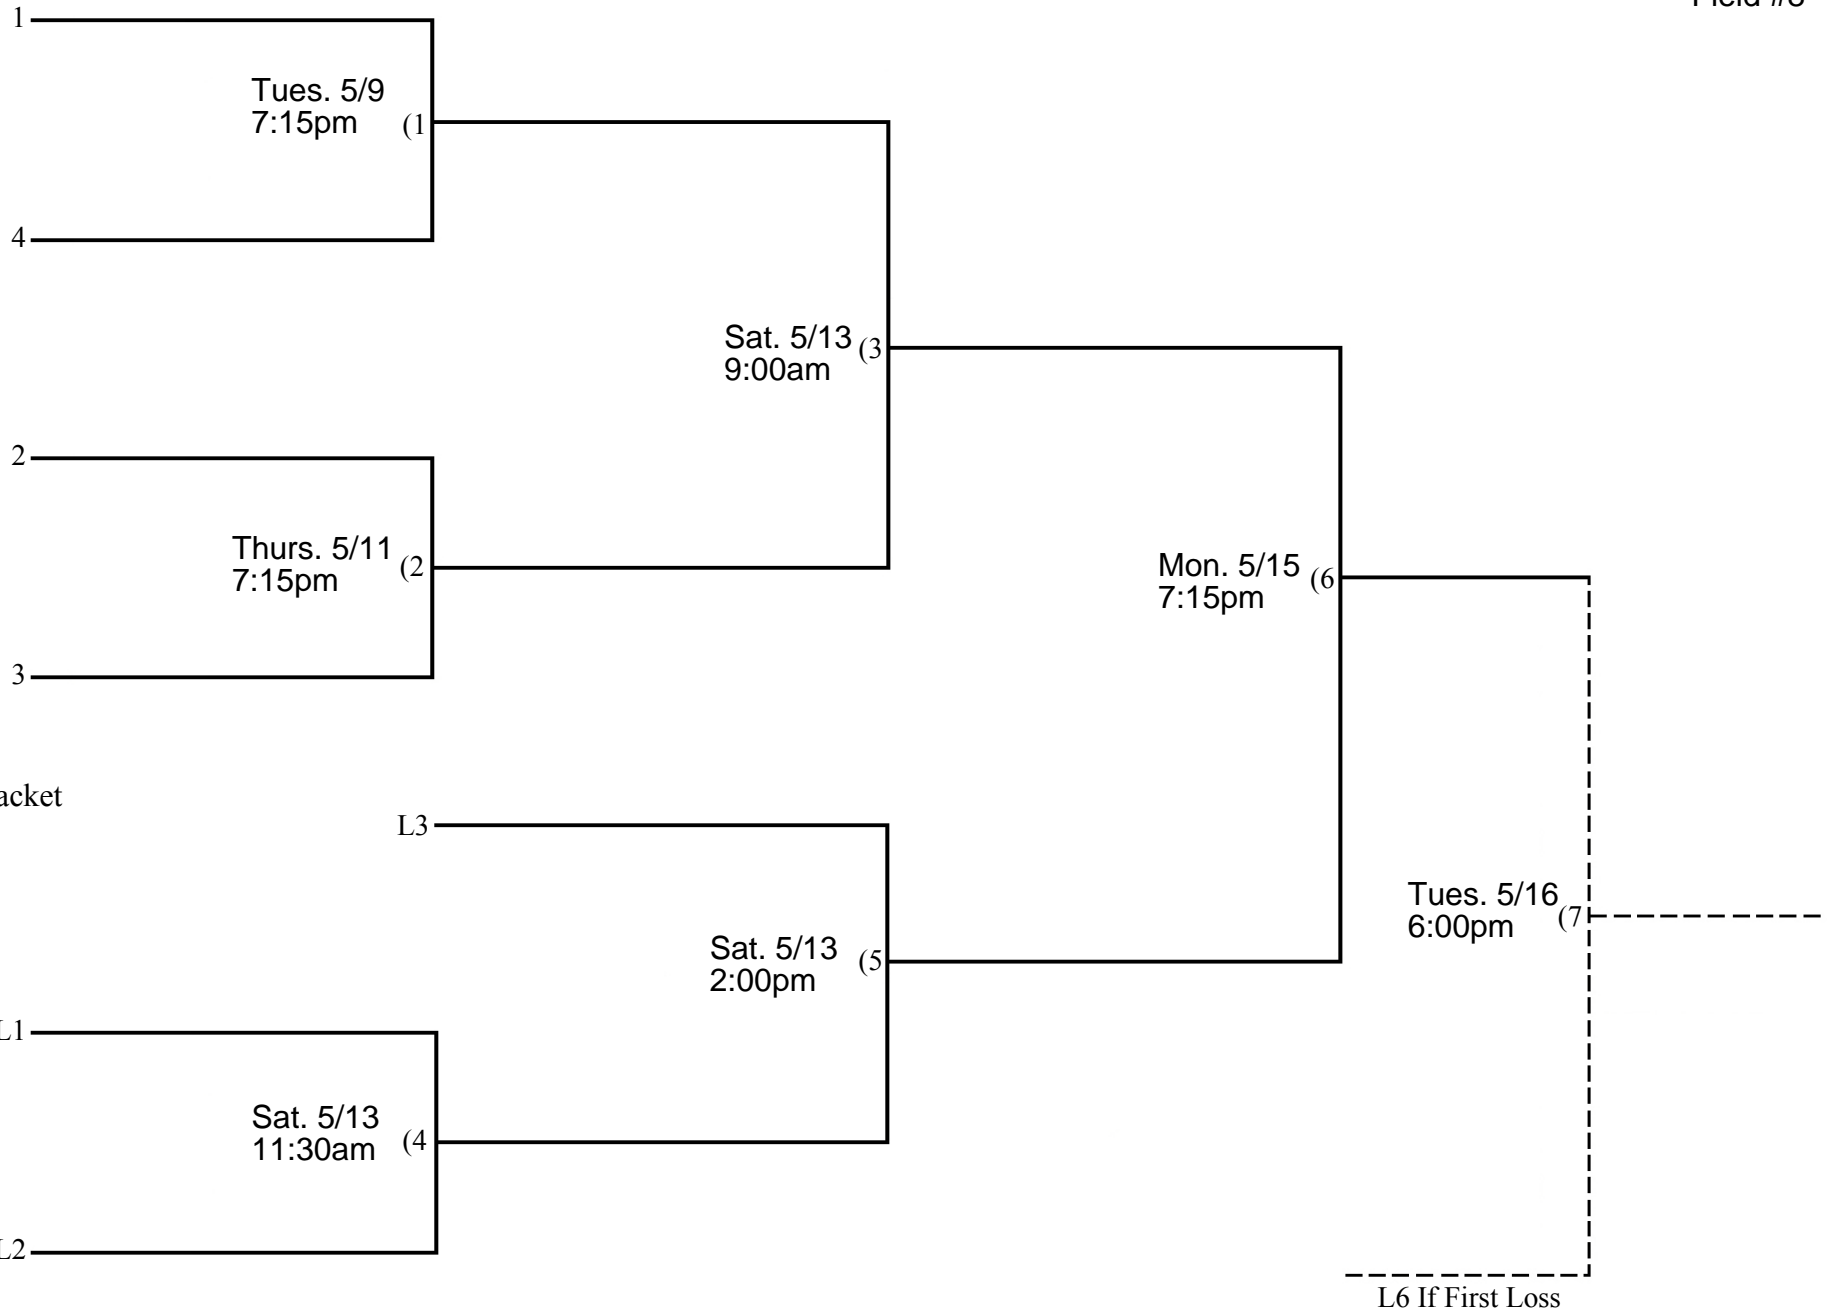 1
Tues. 5/9
7:15pm
(1
4
Sat. 5/13
9:00am
(3
2
Thurs. 5/11
7:15pm
(2
Mon. 5/15
7:15pm
(6
3
acket
L3
Tues. 5/16
6:00pm
(7
Sat. 5/13
2:00pm
(5
L1
Sat. 5/13
11:30am
(4
L2
L6 If First Loss